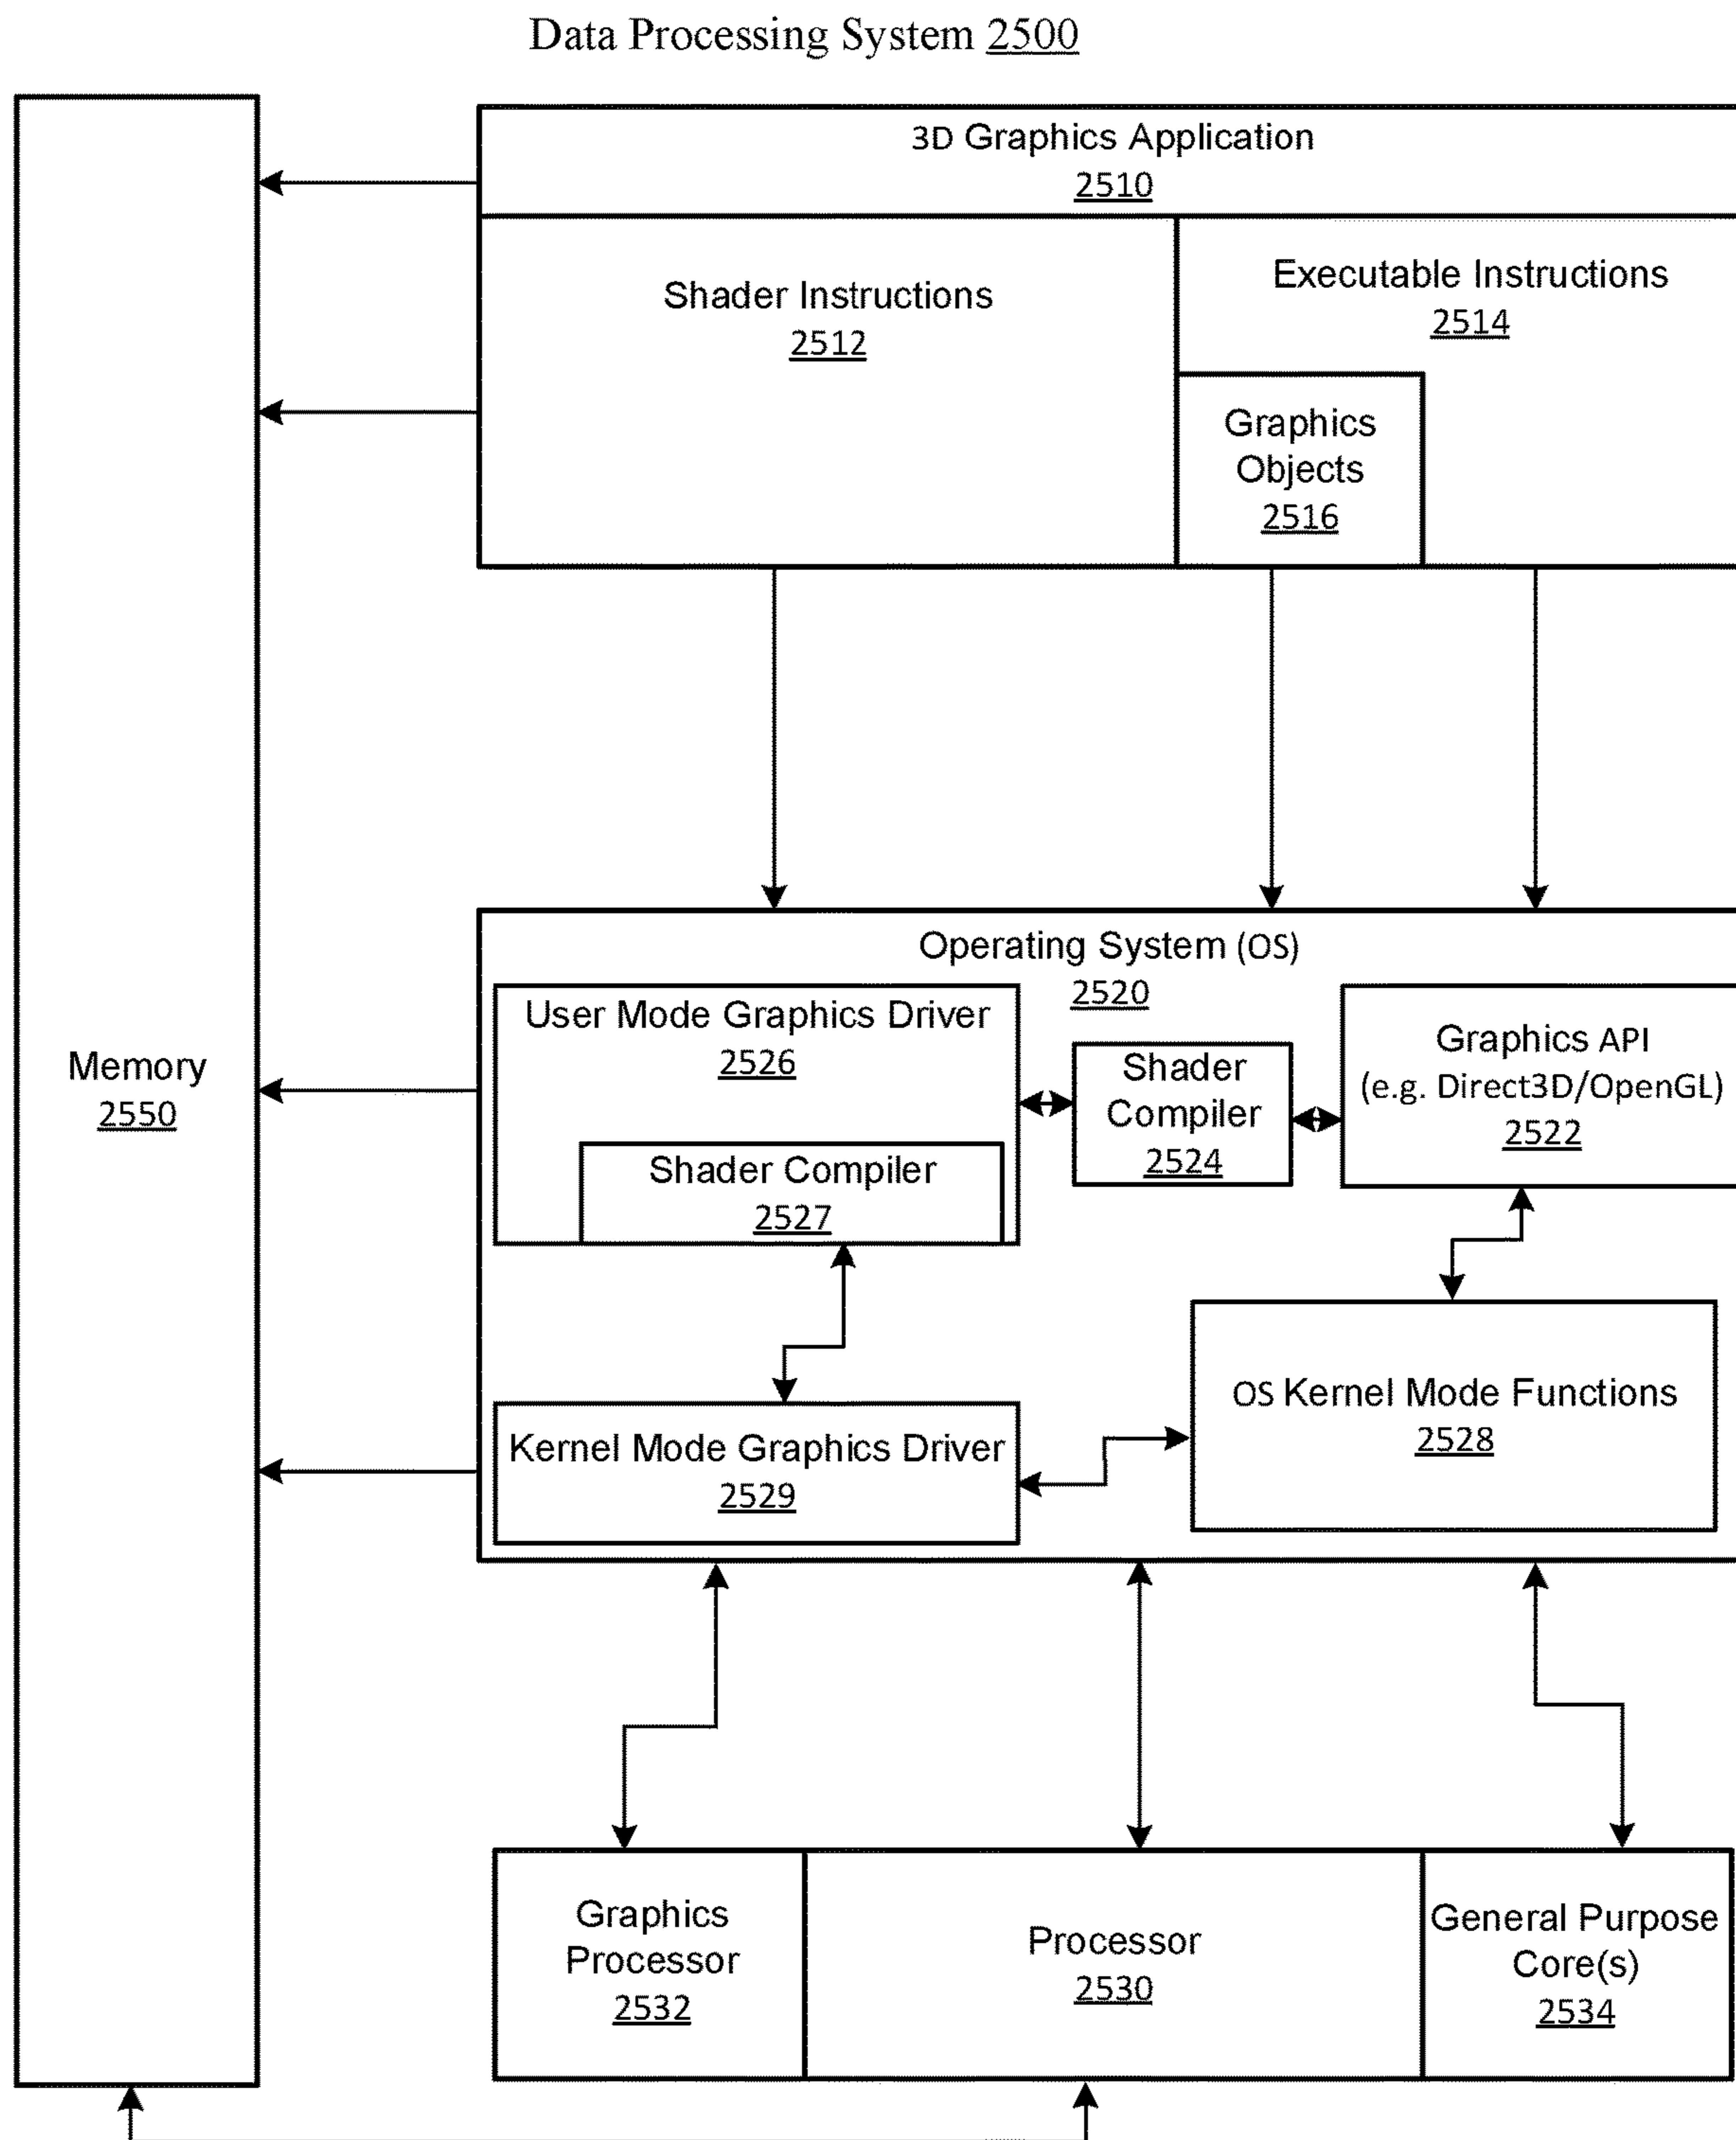 Data Processing System 2500
3D Graphics Application
2510
Shader Instructions
2512
Executable Instructions
2514
Graphics
Objects
2516
Memory
2550
Operating System (OS)
2520
User Mode Graphics Driver
2526
Shader Compiler
2527
Shader
Compiler
2524
Graphics API
(e.g. Direct3D/OpenGL)
2522
Kernel Mode Graphics Driver
2529
OS Kernel Mode Functions
2528
Graphics
Processor
2532
Processor
2530
General Purpose
Core(s)
2534